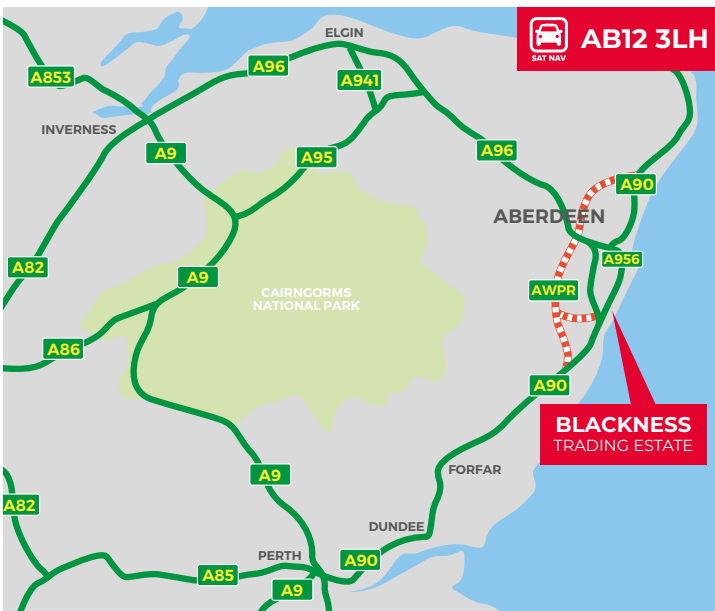 ELGIN
SAT NAV
AB12 3LH
A853
A96
A941
INVERNESS
A9
A95
A96
A90
ABERDEEN
A956
A82
A9
AWPR
CAIRNGORMS
NATIONAL PARK
A86
A90
BLACKNESS
TRADING ESTATE
A9
FORFAR
A82
DUNDEE
PERTH
A90
A85
A9